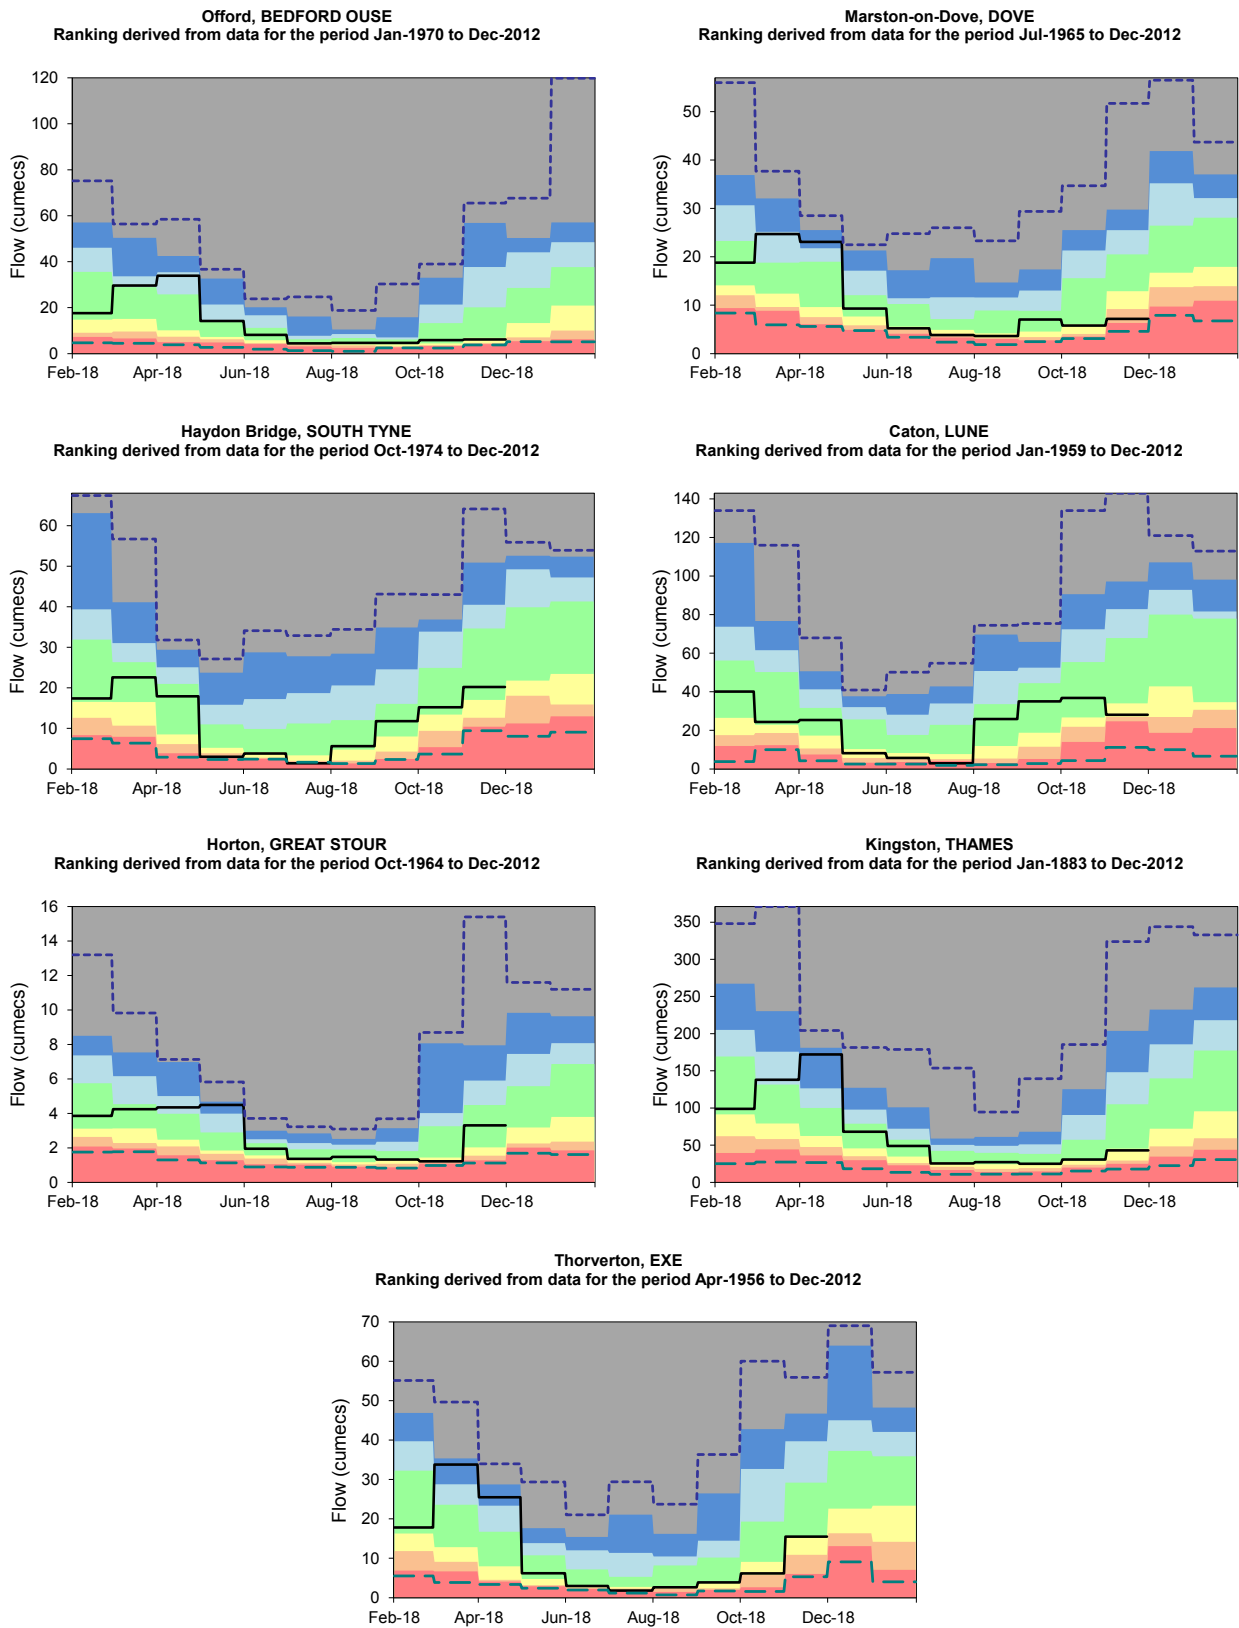 Offord, BEDFORD OUSE
Ranking derived from data for the period Jan-1970 to Dec-2012
120
100
80
60
40
20
0
Flow (cumecs)
Feb-18 Apr-18 Jun-18 Aug-18 Oct-18 Dec-18
Marston-on-Dove, DOVE
Ranking derived from data for the period Jul-1965 to Dec-2012
50
40
30
20
10
0
Flow (cumecs)
Feb-18 Apr-18 Jun-18 Aug-18 Oct-18 Dec-18
Haydon Bridge, SOUTH TYNE
Ranking derived from data for the period Oct-1974 to Dec-2012
60
50
40
30
20
10
0
Flow (cumecs)
Feb-18 Apr-18 Jun-18 Aug-18 Oct-18 Dec-18
Caton, LUNE
Ranking derived from data for the period Jan-1959 to Dec-2012
140
120
100
80
60
40
20
0
Flow (cumecs)
Feb-18 Apr-18 Jun-18 Aug-18 Oct-18 Dec-18
Horton, GREAT STOUR
Ranking derived from data for the period Oct-1964 to Dec-2012
16
14
12
10
8
6
4
2
0
Flow (cumecs)
Feb-18 Apr-18 Jun-18 Aug-18 Oct-18 Dec-18
Kingston, THAMES
Ranking derived from data for the period Jan-1883 to Dec-2012
350
300
250
200
150
100
50
0
Flow (cumecs)
Feb-18 Apr-18 Jun-18 Aug-18 Oct-18 Dec-18
Thorverton, EXE
Ranking derived from data for the period Apr-1956 to Dec-2012
70
60
50
40
30
20
10
0
Flow (cumecs)
Feb-18 Apr-18 Jun-18 Aug-18 Oct-18 Dec-18